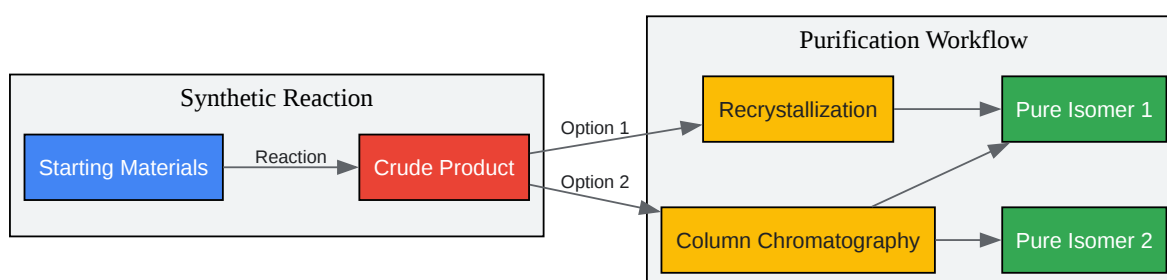 Purification Workflow
Synthetic Reaction
Recrystallization
Pure Isomer 1
Option 1
Starting Materials
Reaction
Crude Product
Option 2
Column Chromatography
Pure Isomer 2